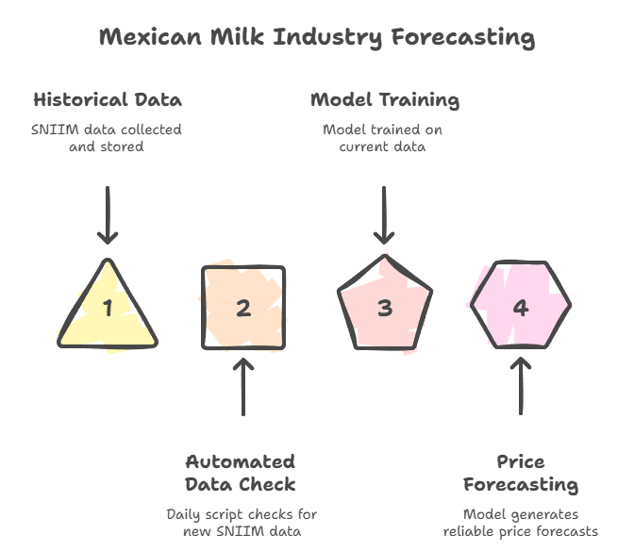 Mexican Milk Industry Forecasting
Historical Data
SNIIM data collected
and stored
Model Training
Model trained on
current data
1
2
3
4
Automated
Data Check
Daily script checks for
new SNIIM data
Price
Forecasting
Model generates
reliable price forecasts